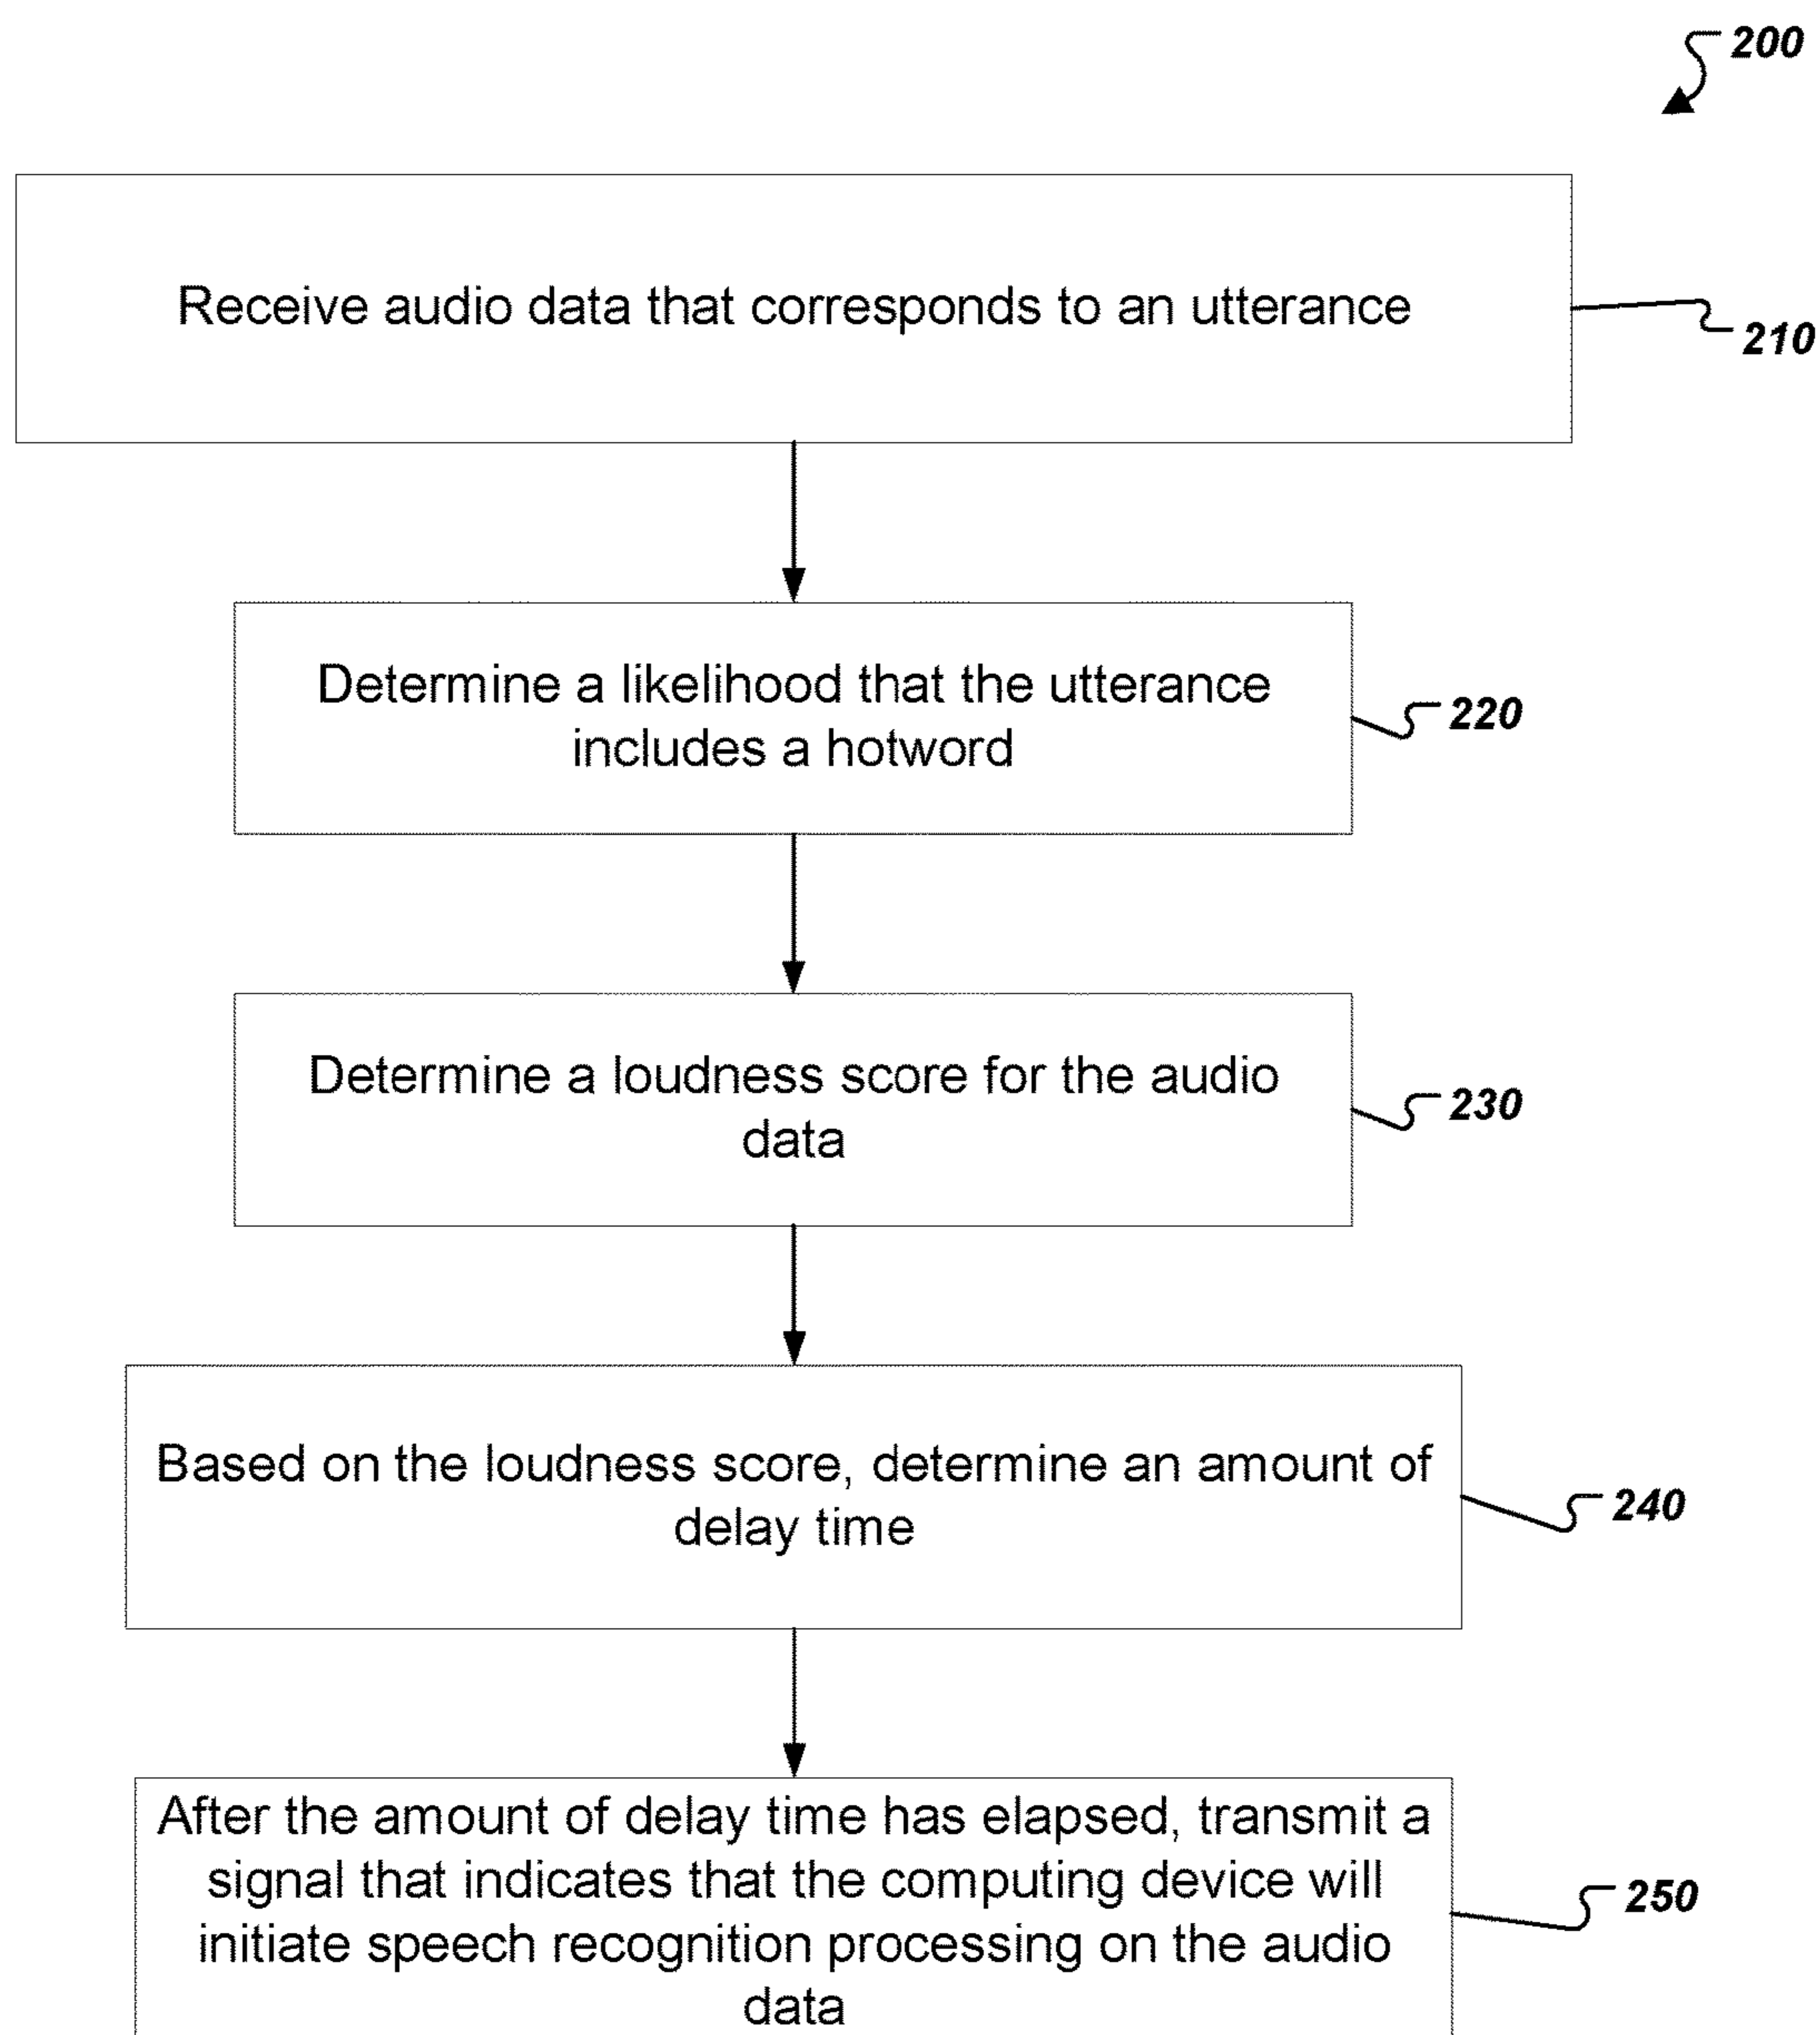 200
Receive audio data that corresponds to an utterance
210
Determine a likelihood that the utterance
includes a hotword
220
Determine a loudness score for the audio
data
230
Based on the loudness score, determine an amount of
delay time
240
After the amount of delay time has elapsed, transmit a
signal that indicates that the computing device will
initiate speech recognition processing on the audio
data
250